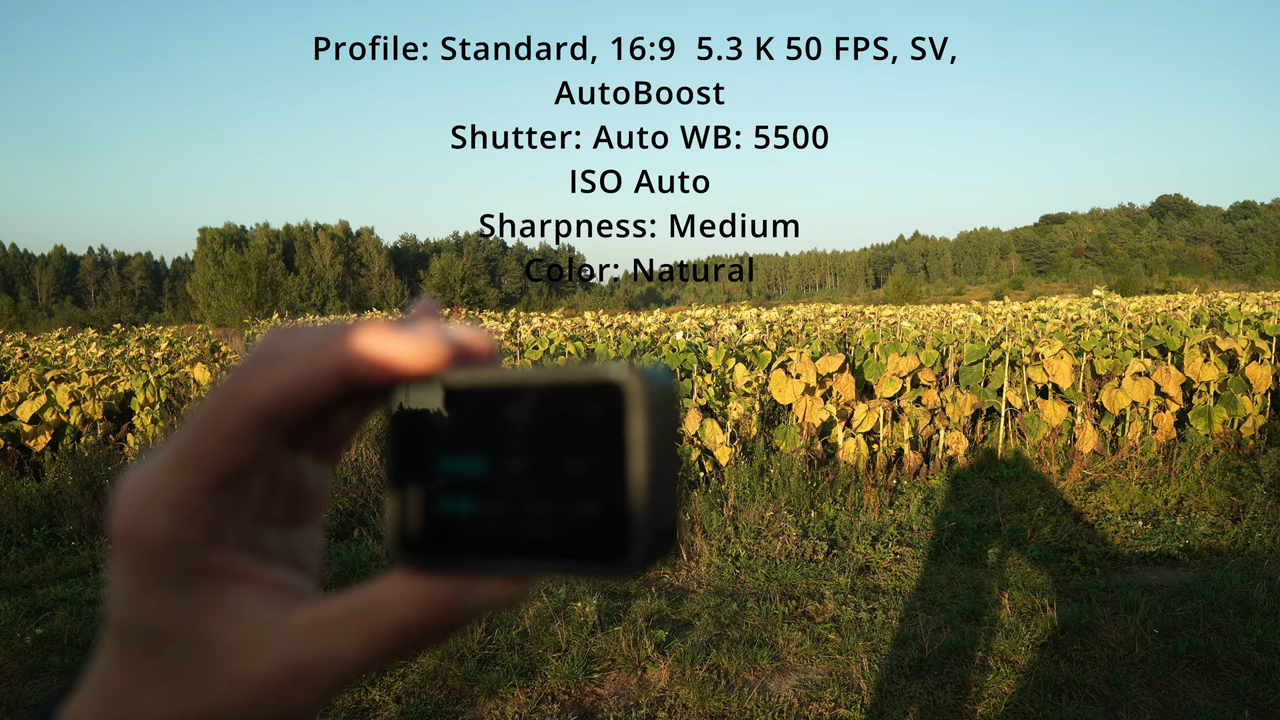 Profile: Standard, 16:9  5.3 K 50 FPS, SV,
AutoBoost
Shutter: Auto WB: 5500
ISO Auto
Sharpness: Medium
Color: Natural